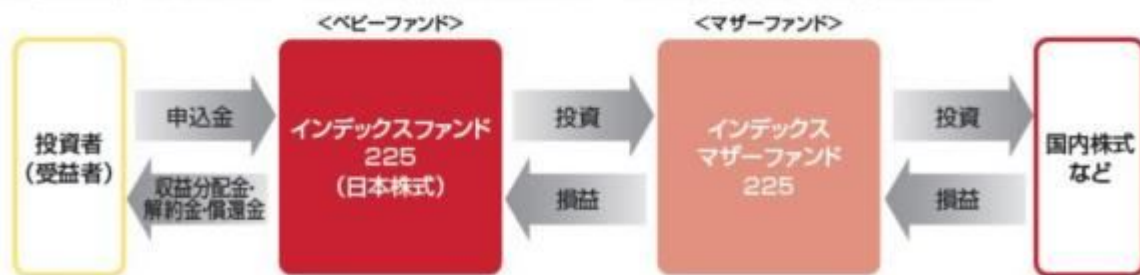 <ベビーファンド>
<マザーファンド>
投資者
(受益者)
申込金
収益分配金・
解約金・償還金
インデックスファンド
225
(日本株式)
投資
損益
インデックス
マザーファンド
225
投資
損益
国内株式
など